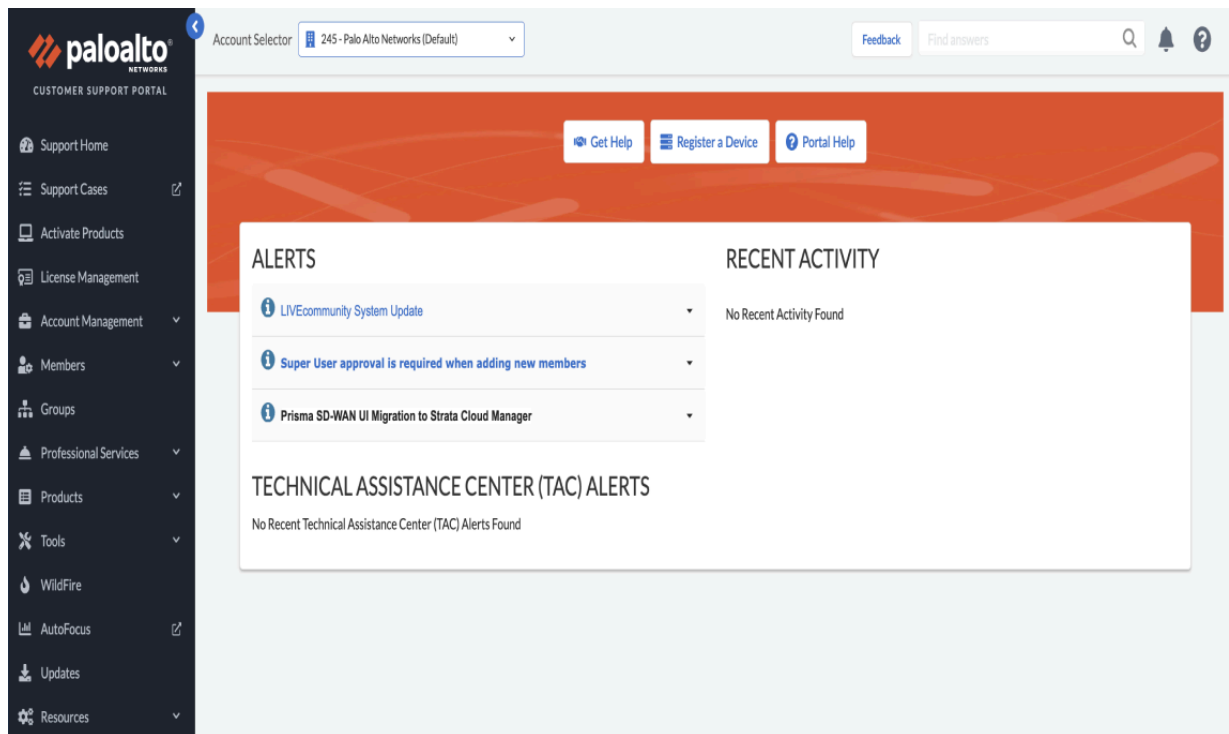 paloalto®
NETWORKS
CUSTOMER SUPPORT PORTAL
Support Home
Support Cases
Activate Products
License Management
Account Management
Members
Groups
Professional Services
Products
Tools
WildFire
AutoFocus
Updates
Resources
Account Selector 245 - Palo Alto Networks (Default)
Feedback Find answers
Get Help Register a Device Portal Help
ALERTS
LIVEcommunity System Update
Super User approval is required when adding new members
Prisma SD-WAN UI Migration to Strata Cloud Manager
TECHNICAL ASSISTANCE CENTER (TAC) ALERTS
No Recent Technical Assistance Center (TAC) Alerts Found
RECENT ACTIVITY
No Recent Activity Found